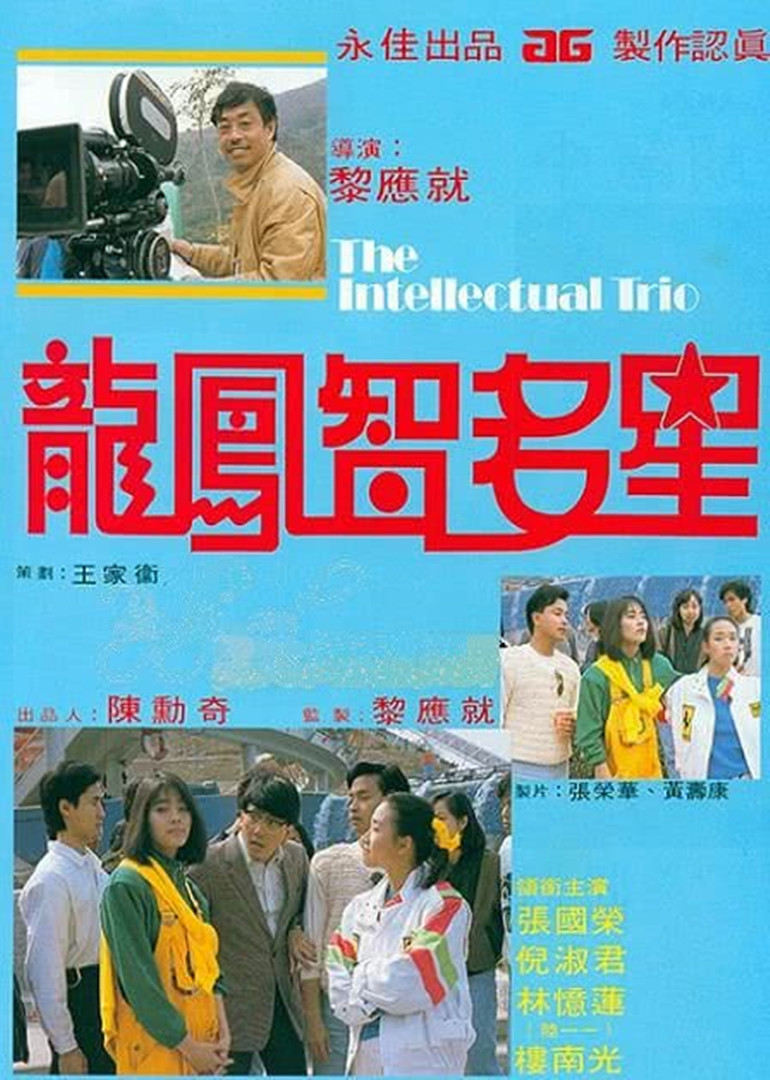 永佳出品 AG 製作認真
導演：
黎應就
The
Intellectual Trio
龍鳳智多星
策劃：王家衞
出品人：陳勳奇 監製：黎應就
製片：張榮華、黃壽康
領銜主演
張國榮
倪淑君
林憶蓮
（陸一一）
樓南光